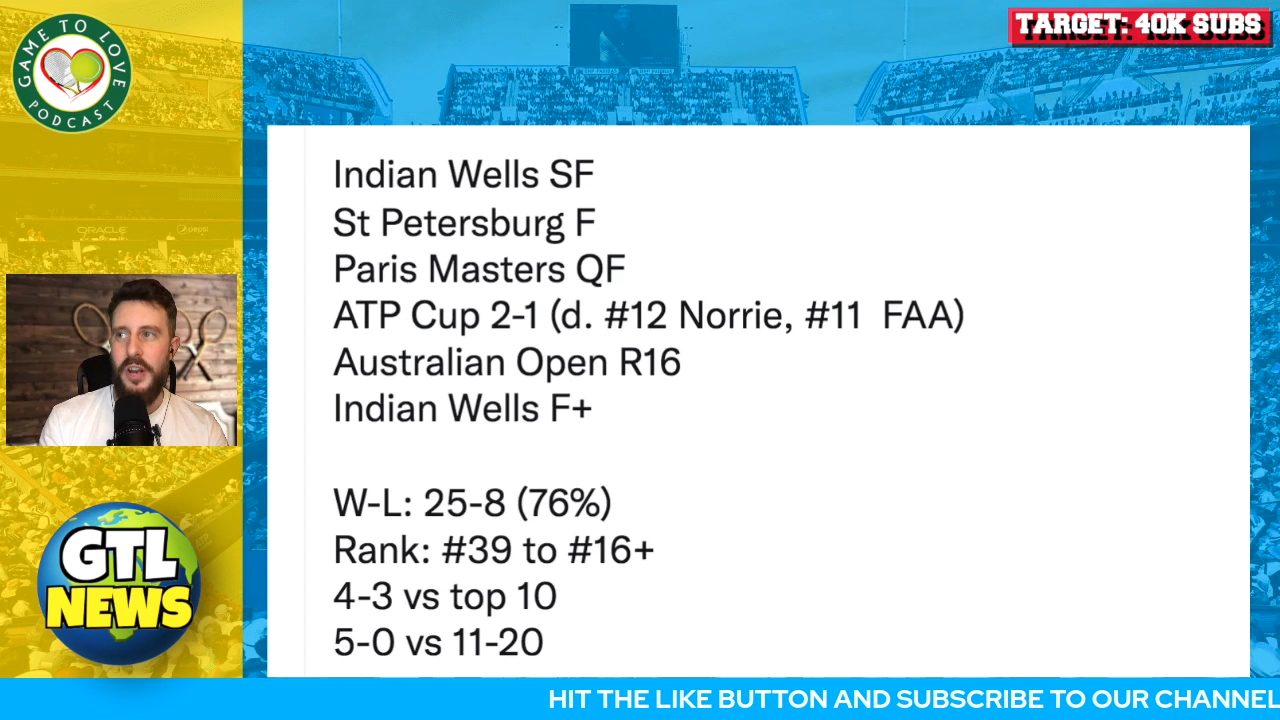 GAME TO LOVE
PODCAST
TARGET: 40K SUBS
ORACLE
pepsi
Indian Wells SF
St Petersburg F
Paris Masters QF
ATP Cup 2-1 (d. #12 Norrie, #11 FAA)
Australian Open R16
Indian Wells F+
W-L: 25-8 (76%)
Rank: #39 to #16+
4-3 vs top 10
5-0 vs 11-20
GTL
NEWS
HIT THE LIKE BUTTON AND SUBSCRIBE TO OUR CHANNEL